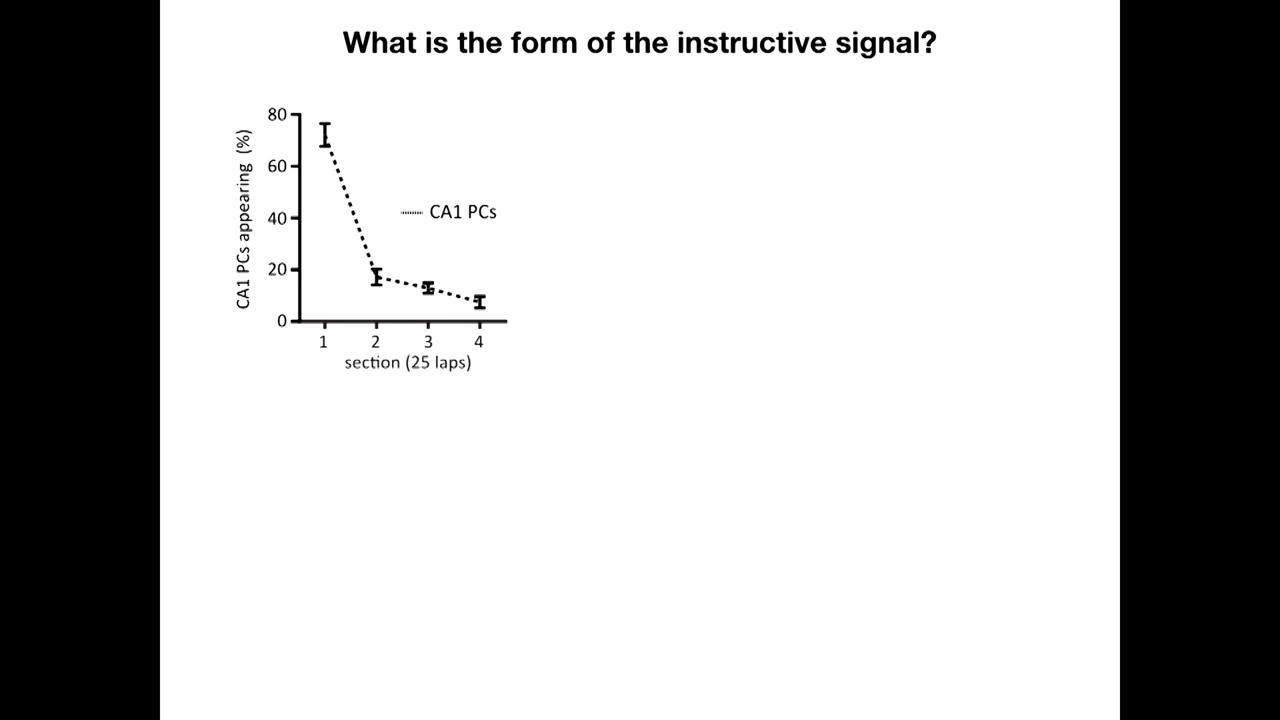 What is the form of the instructive signal?
CA1 PCs appearing (%)
80
60
40
20
0
CA1 PCs
1 2 3 4
section (25 laps)